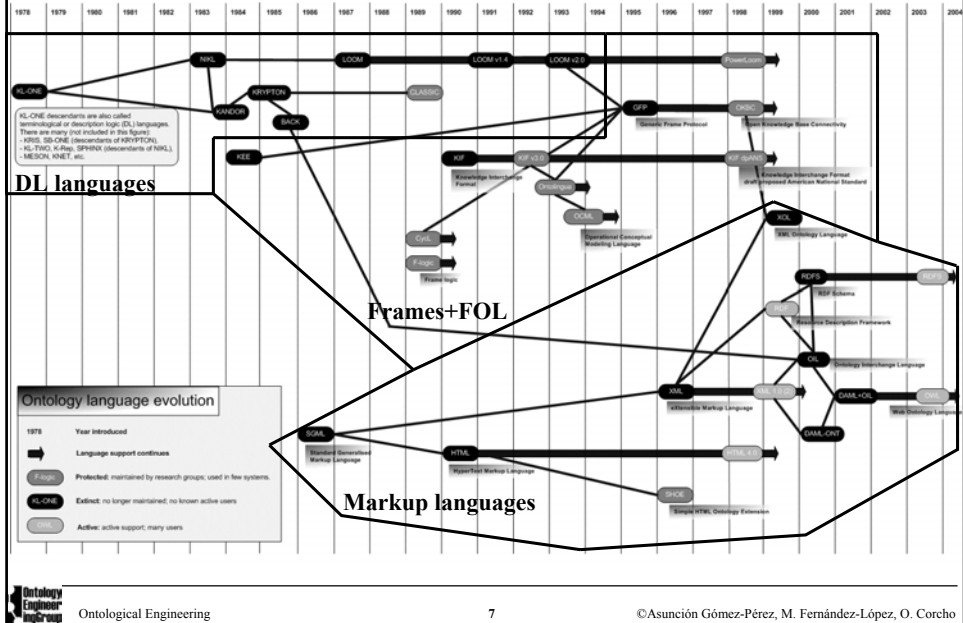 1978 1979 1980 1981 1982 1983 1984 1985 1986 1987 1988 1989 1990 1991 1992 1993 1994 1995 1996 1997 1998 1999 2000 2001 2002 2003 2004
NIKL
LOOM
LOOM v1.4
LOOM v2.0
PowerLoom
KL-ONE
KRYPTON
CLASSIC
KANDOR
BACK
GFP
OKBC
Generic Frame Protocol
Open Knowledge Base Connectivity
KL-ONE descendants are also called
terminological or description logic (DL) languages.
There are many (not included in this figure):
- KRIS, SB-ONE (descendants of KRYPTON),
- KL-TWO, K-Rep, SPHINX (descendants of NIKL),
- MESON, KNET, etc.
KEE
KIF
KIF v3.0
KIF dpANS
Knowledge Interchange
Format
Knowledge Interchange Format
draft proposed American National Standard
DL languages
Ontolingua
OCML
Operational Conceptual
Modeling Language
XOL
XML Ontology Language
CycL
F-logic
Frame logic
RDFS
RDFS
RDF Schema
Frames+FOL
RDF
Resource Description Framework
OIL
Ontology Interchange Language
XML
XML 1.0
eXtensible Markup Language
DAML+OIL
OWL
Web Ontology Language
DAML-ONT
SGML
Standard Generalised
Markup Language
HTML
HTML 4.0
HyperText Markup Language
SHOE
Simple HTML Ontology Extension
Markup languages
Ontology language evolution
1978 Year introduced
Language support continues
F-logic Protected: maintained by research groups; used in few systems.
KL-ONE Extinct: no longer maintained; no known active users
OWL Active: active support; many users
Ontology
Engineer
ingGroup
Ontological Engineering 7 ©Asunción Gómez-Pérez, M. Fernández-López, O. Corcho